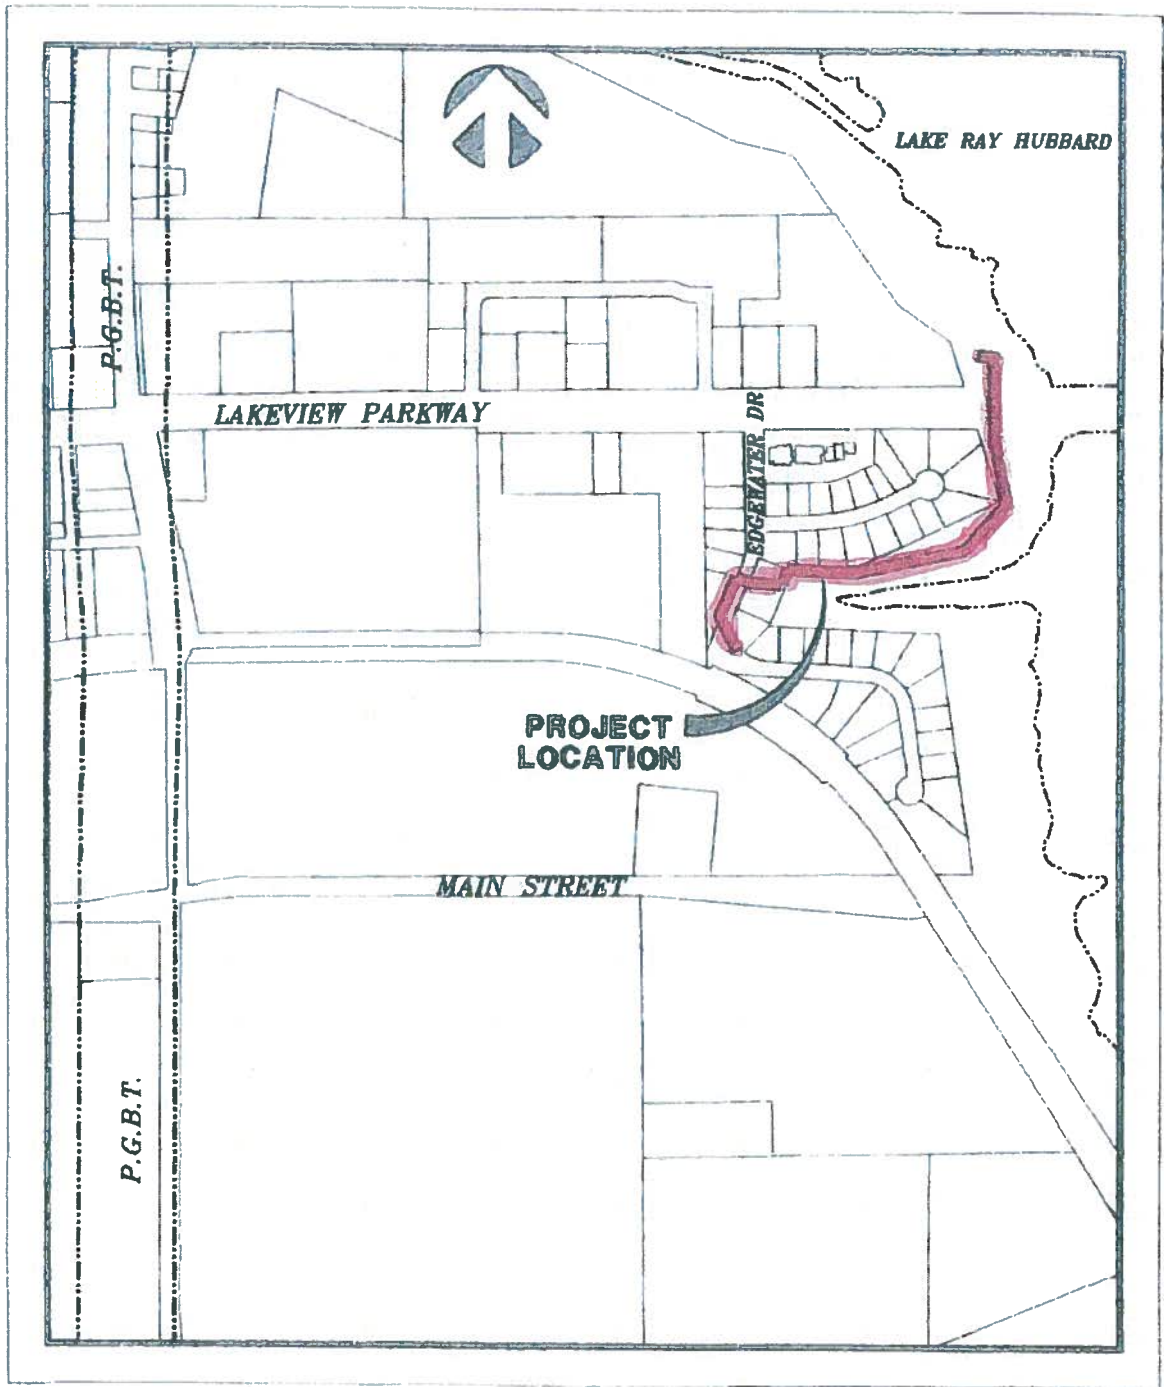 LAKE RAY HUBBARD
P.G.B.T.
LAKEVIEW PARKWAY
EDGEWATER DR
PROJECT
LOCATION
MAIN STREET
P.G.B.T.